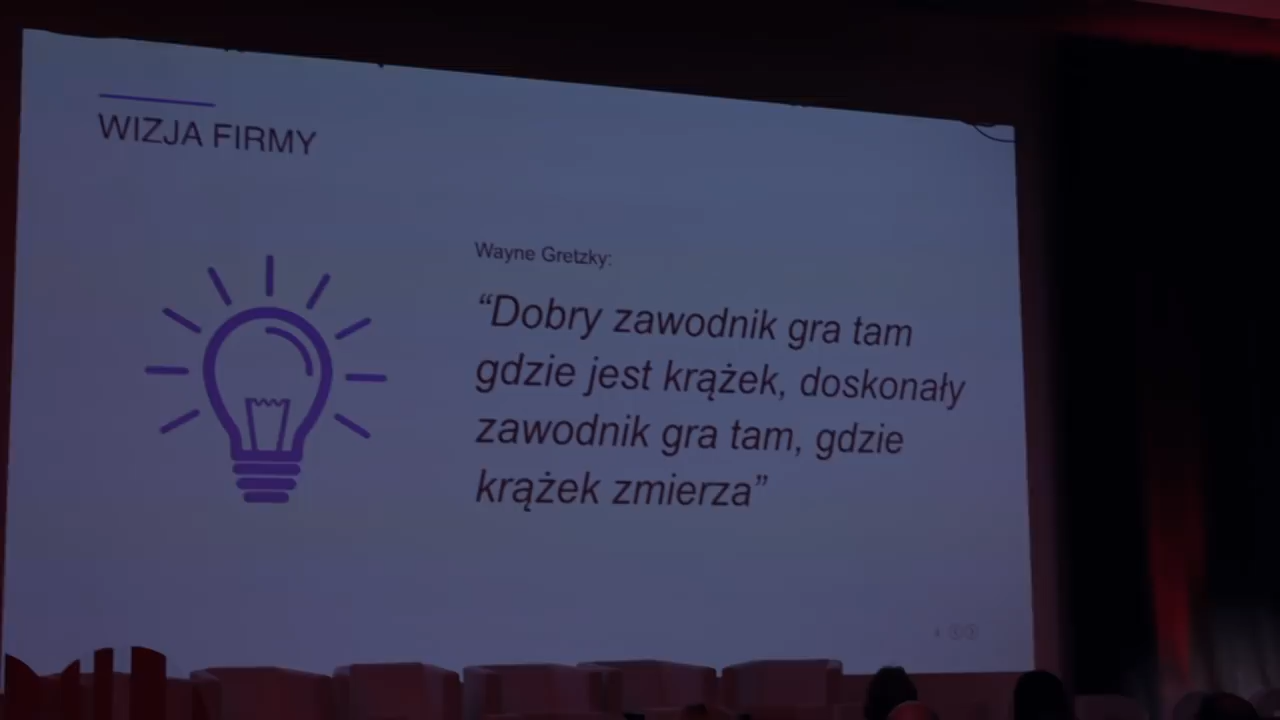 WIZJA FIRMY
Wayne Gretzky:
“Dobry zawodnik gra tam
gdzie jest krążek, doskonały
zawodnik gra tam, gdzie
krążek zmierza”